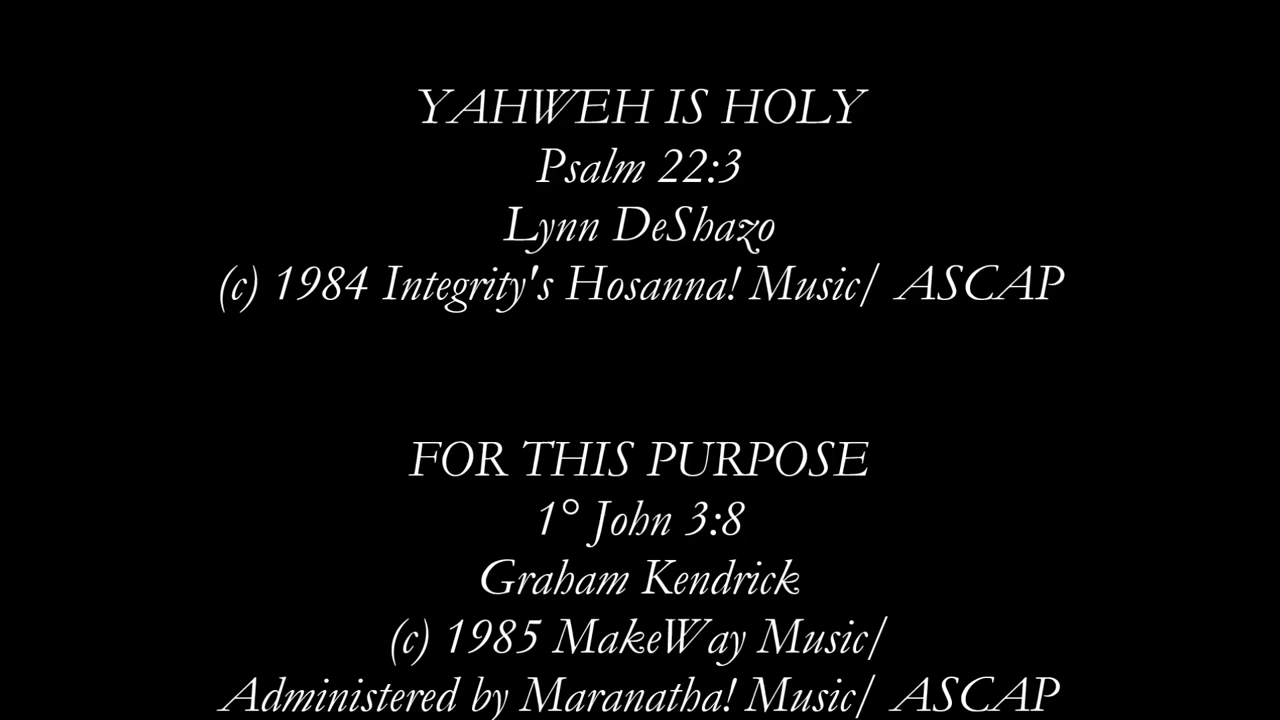 YAHWEH IS HOLY
Psalm 22:3
Lynn DeShazo
(c) 1984 Integrity's Hosanna! Music/ ASCAP
FOR THIS PURPOSE
1° John 3:8
Graham Kendrick
(c) 1985 MakeWay Music/
Administered by Maranatha! Music/ ASCAP